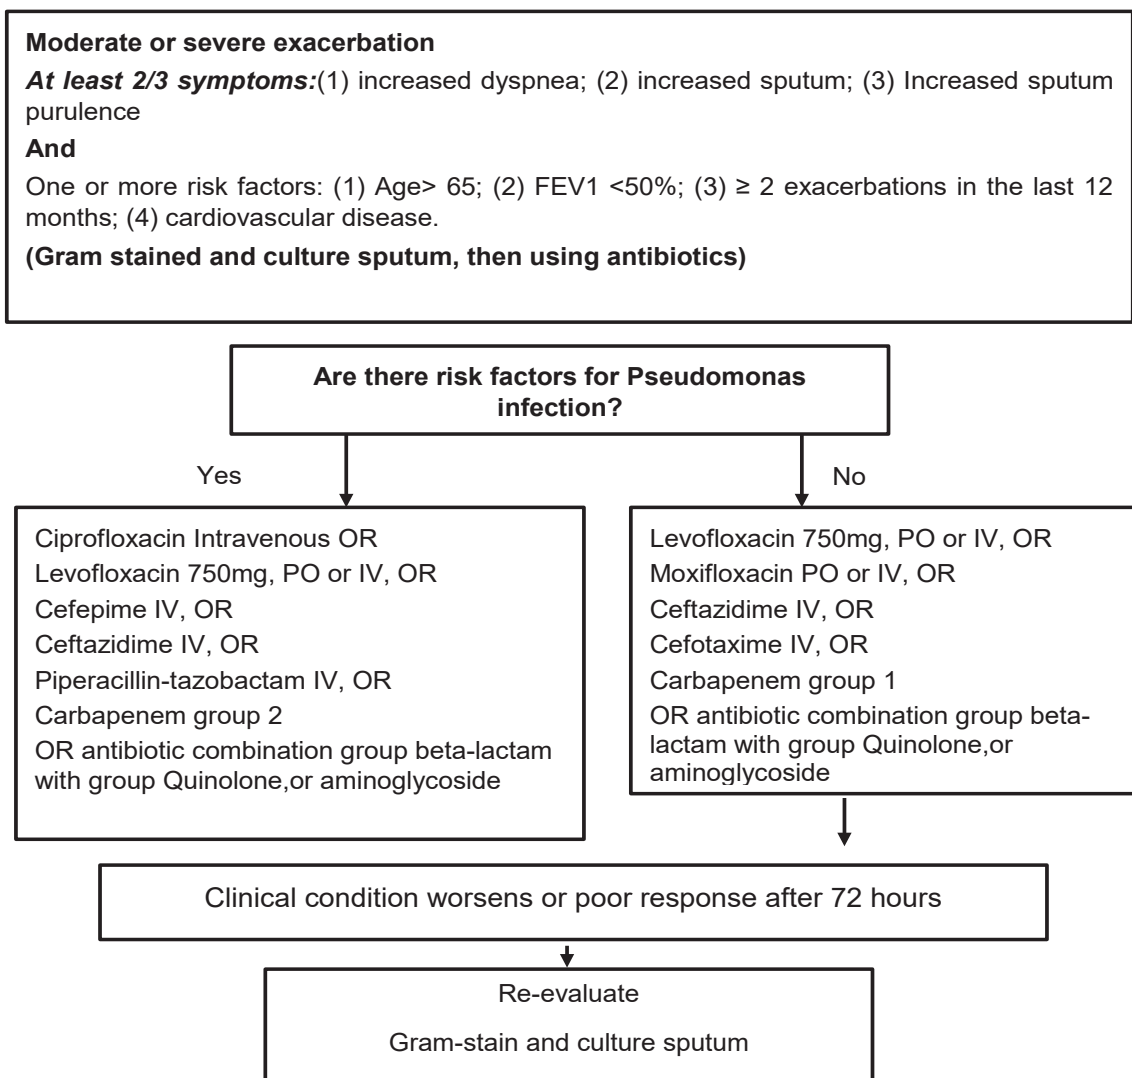 Moderate or severe exacerbation
At least 2/3 symptoms:(1) increased dyspnea; (2) increased sputum; (3) Increased sputum
purulence
And
One or more risk factors: (1) Age> 65; (2) FEV1 <50%; (3) ≥ 2 exacerbations in the last 12
months; (4) cardiovascular disease.
(Gram stained and culture sputum, then using antibiotics)
Are there risk factors for Pseudomonas
infection?
Yes
No
Ciprofloxacin Intravenous OR
Levofloxacin 750mg, PO or IV, OR
Cefepime IV, OR
Ceftazidime IV, OR
Piperacillin-tazobactam IV, OR
Carbapenem group 2
OR antibiotic combination group beta-lactam
with group Quinolone,or aminoglycoside
Levofloxacin 750mg, PO or IV, OR
Moxifloxacin PO or IV, OR
Ceftazidime IV, OR
Cefotaxime IV, OR
Carbapenem group 1
OR antibiotic combination group beta-
lactam with group Quinolone,or
aminoglycoside
Clinical condition worsens or poor response after 72 hours
Re-evaluate
Gram-stain and culture sputum